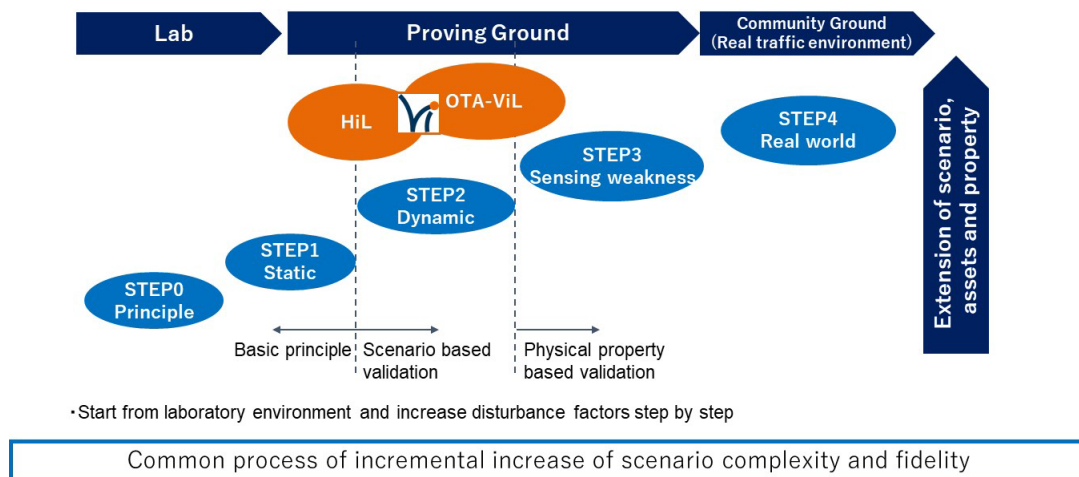 Lab
Proving Ground
Community Ground
(Real traffic environment)
HiL
Vi
OTA-ViL
STEP4
Real world
STEP3
Sensing weakness
STEP2
Dynamic
STEP1
Static
STEP0
Principle
Extension of scenario,
assets and property
Basic principle
Scenario based
validation
Physical property
based validation
・Start from laboratory environment and increase disturbance factors step by step
Common process of incremental increase of scenario complexity and fidelity